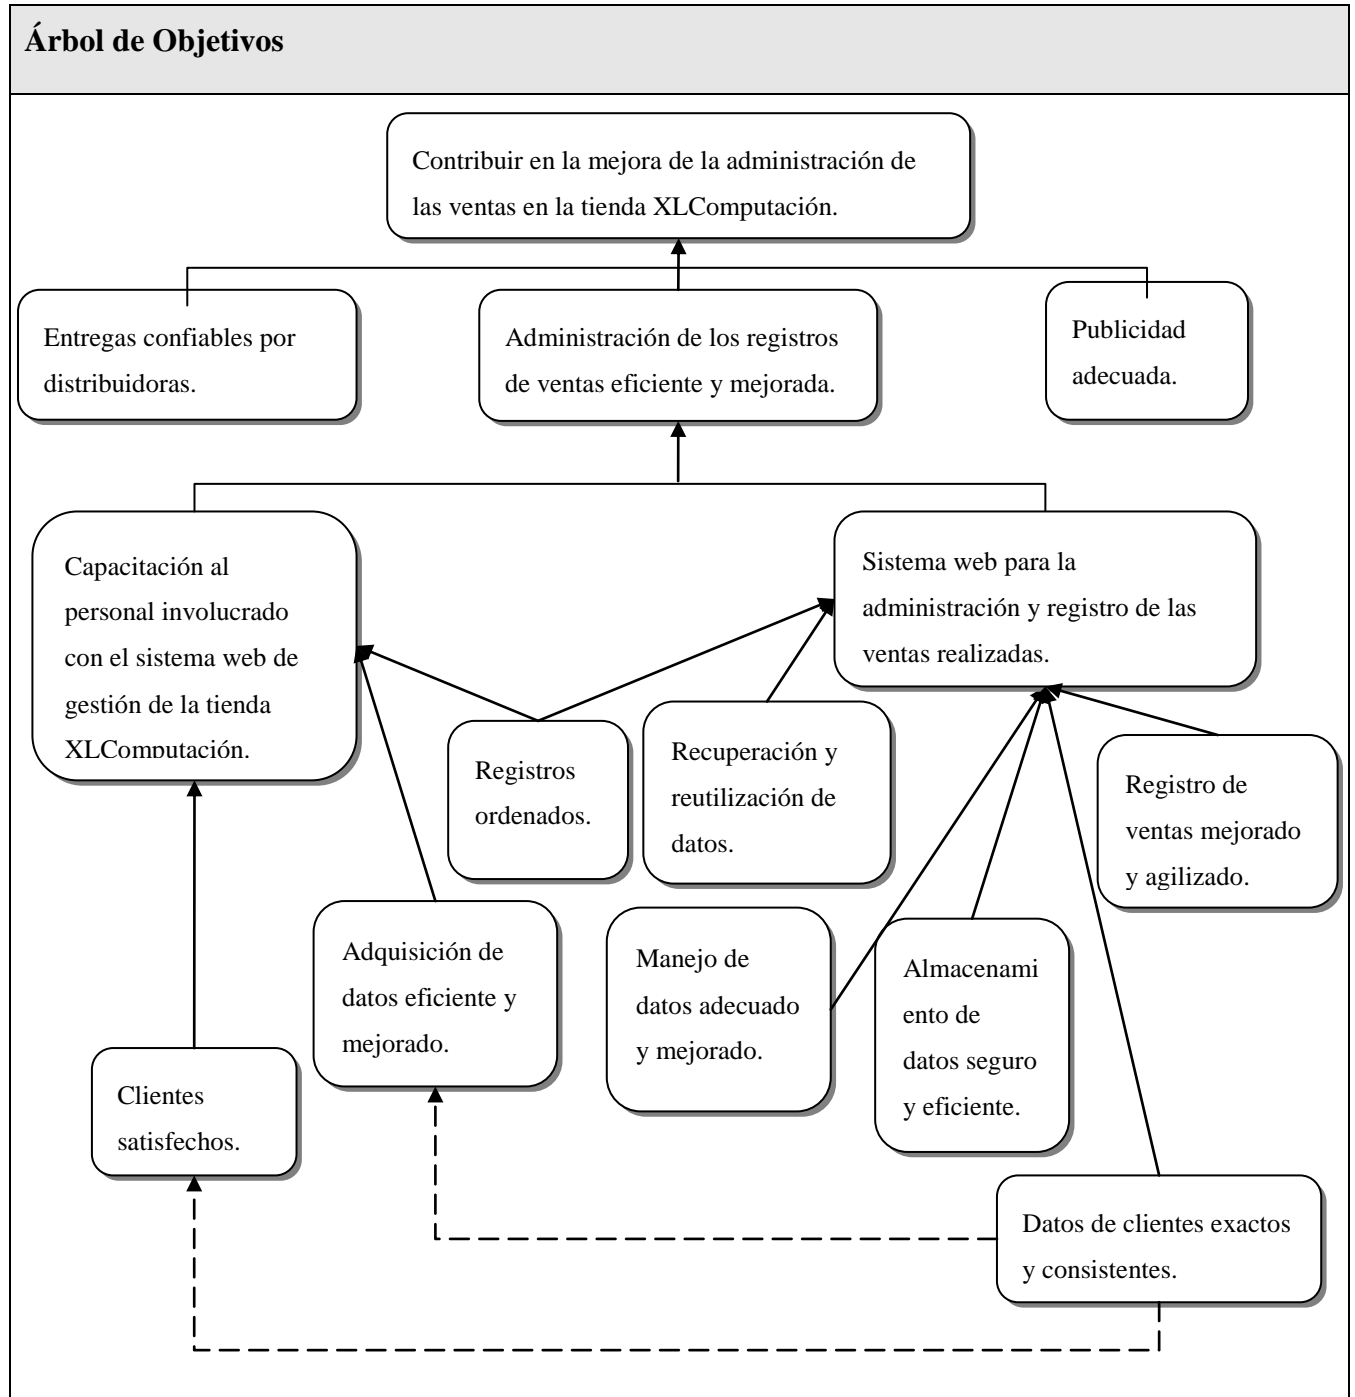 Árbol de Objetivos
Contribuir en la mejora de la administración de
las ventas en la tienda XLComputación.
Entregas confiables por
distribuidoras.
Administración de los registros
de ventas eficiente y mejorada.
Publicidad
adecuada.
Capacitación al
personal involucrado
con el sistema web de
gestión de la tienda
XLComputación.
Sistema web para la
administración y registro de las
ventas realizadas.
Registros
ordenados.
Recuperación y
reutilización de
datos.
Registro de
ventas mejorado
y agilizado.
Adquisición de
datos eficiente y
mejorado.
Manejo de
datos adecuado
y mejorado.
Almacenami
ento de
datos seguro
y eficiente.
Clientes
satisfechos.
Datos de clientes exactos
y consistentes.